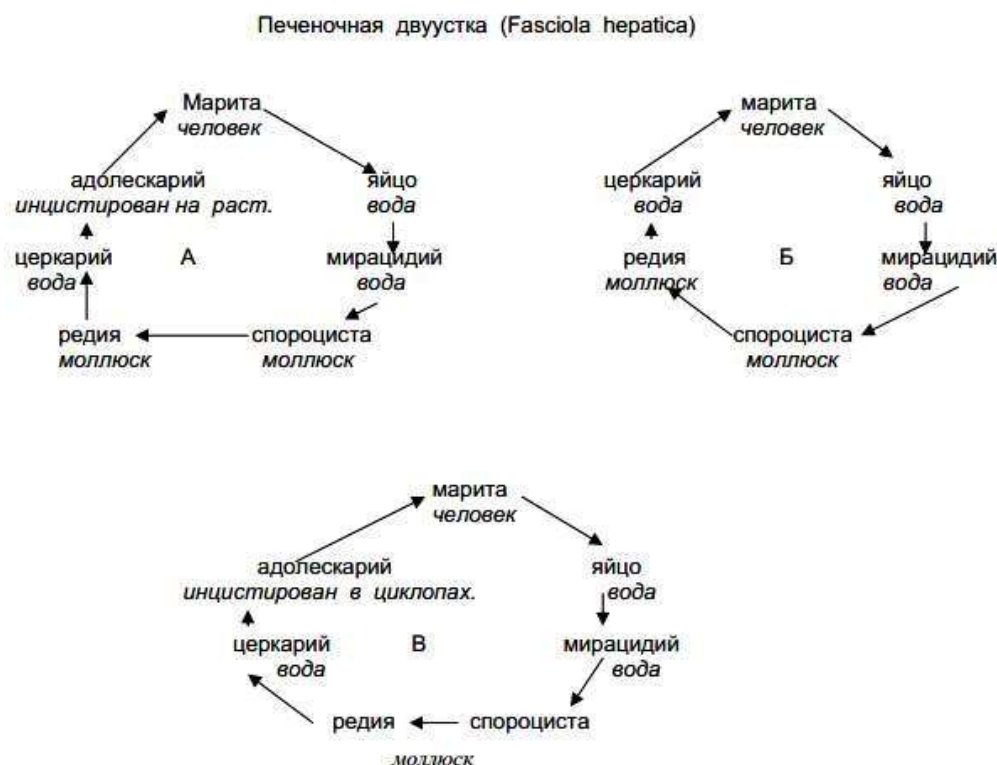 Печеночная двуустка (Fasciola hepatica)
Марита
человек
адолескарий
инцистирован на раст.
яйцо
вода
церкарий
вода
А
мирацидий
вода
редия
моллюск
спороциста
моллюск
марита
человек
церкарий
вода
яйцо
вода
редия
моллюск
Б
мирацидий
вода
спороциста
моллюск
марита
человек
адолескарий
инцистирован в циклопах.
яйцо
вода
церкарий
вода
В
мирацидий
вода
редия
спороциста
моллюск